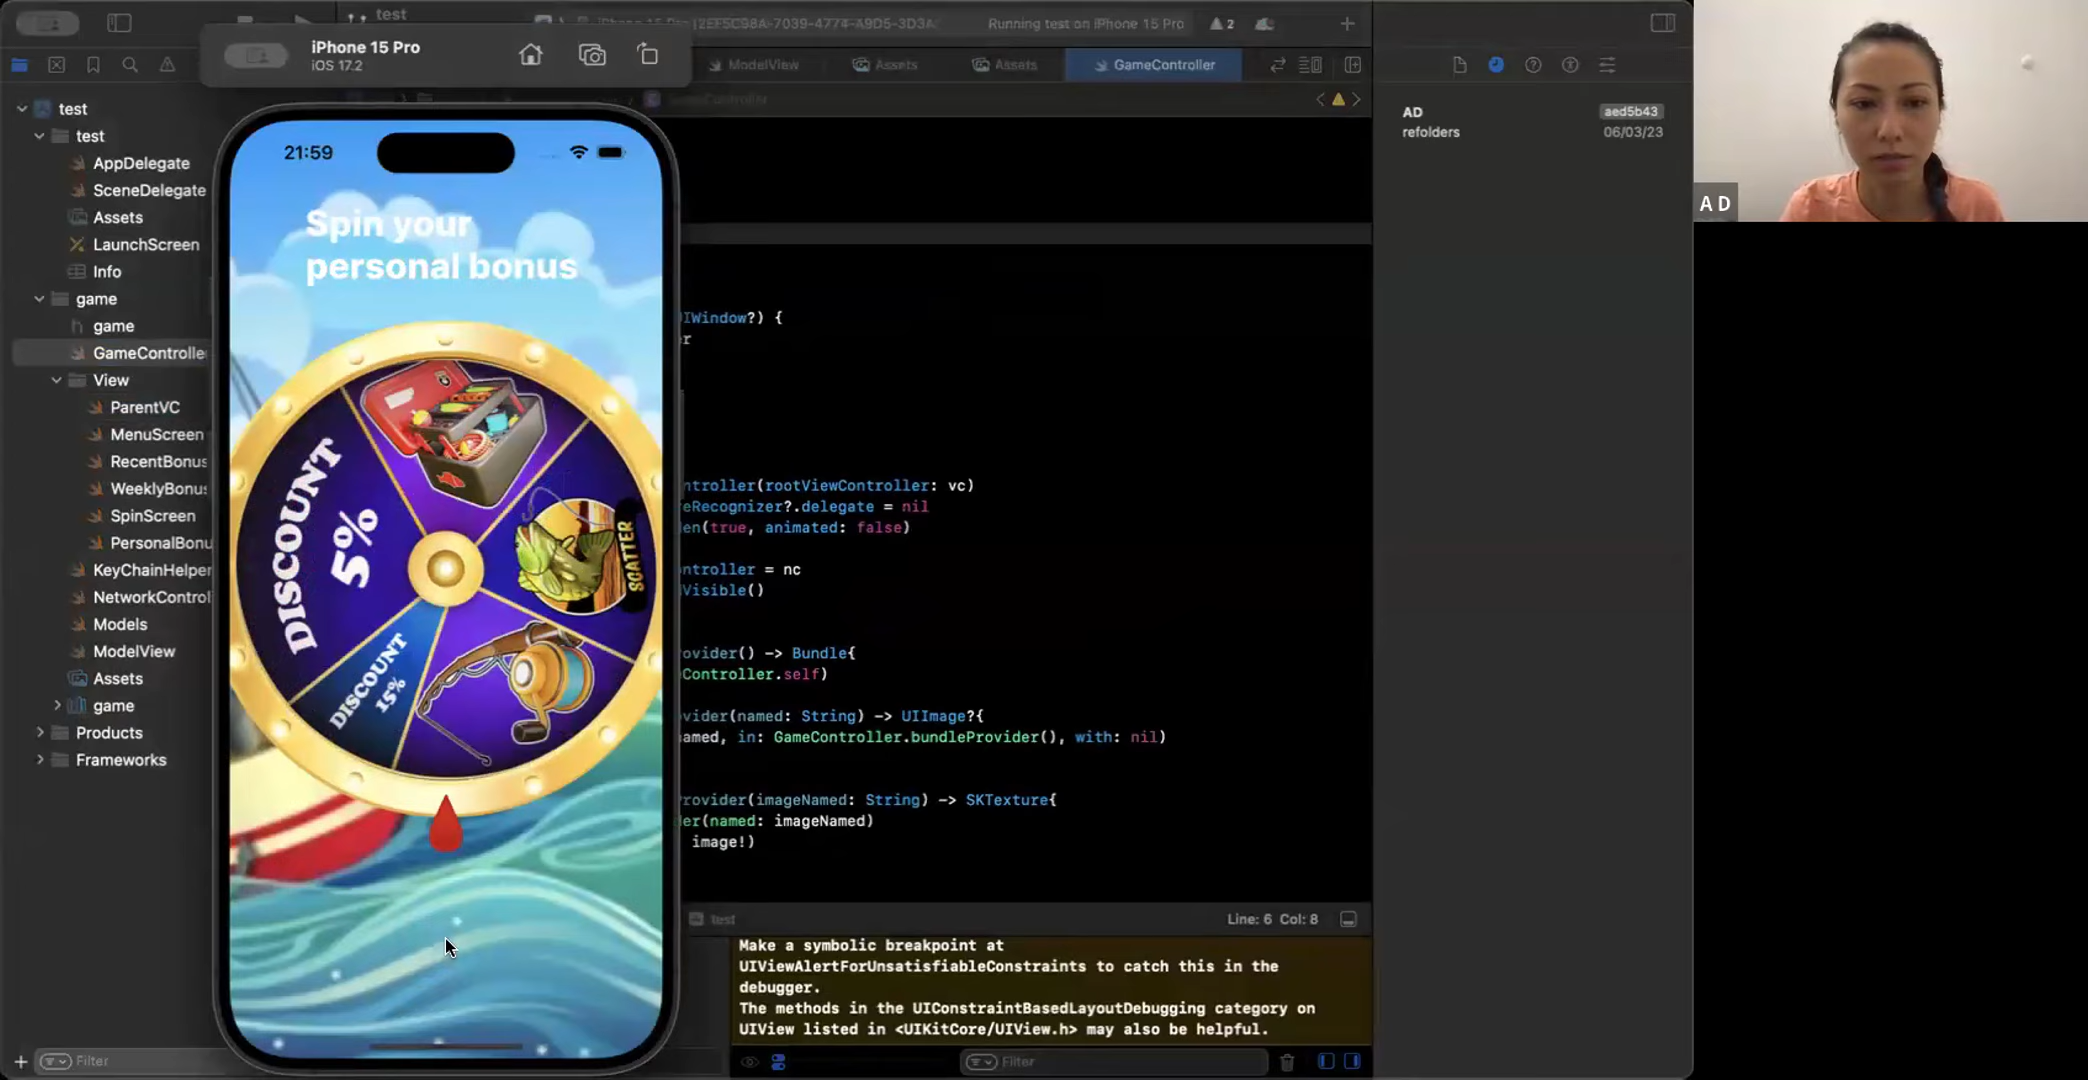 test
iPhone 15 Pro
iOS 17.2
Running test on iPhone 15 Pro
2
ModelView
Assets
Assets
GameController
test
test
AppDelegate
SceneDelegate
Assets
LaunchScreen
Info
game
game
GameControlle
View
ParentVC
MenuScreen
RecentBonus
WeeklyBonus
SpinScreen
PersonalBonu
KeyChainHelper
NetworkControl
Models
ModelView
Assets
game
Products
Frameworks
Filter
21:59
Spin your
personal bonus
DISCOUNT
5%
SCATTER
DISCOUNT
15%
GameController
IWindow?) {
r
ntroller(rootViewController: vc)
eRecognizer?.delegate = nil
en(true, animated: false)
ontroller = nc
Visible()
ovider() -> Bundle{
Controller.self)
vider(named: String) -> UIImage?{
amed, in: GameController.bundleProvider(), with: nil)
rovider(imageNamed: String) -> SKTexture{
er(named: imageNamed)
image!)
test
Line: 6 Col: 8
Make a symbolic breakpoint at
UIViewAlertForUnsatisfiableConstraints to catch this in the
debugger.
The methods in the UIConstraintBasedLayoutDebugging category on
UIView listed in <UIKitCore/UIView.h> may also be helpful.
Filter
AD
aed5b43
refolders
06/03/23
A D